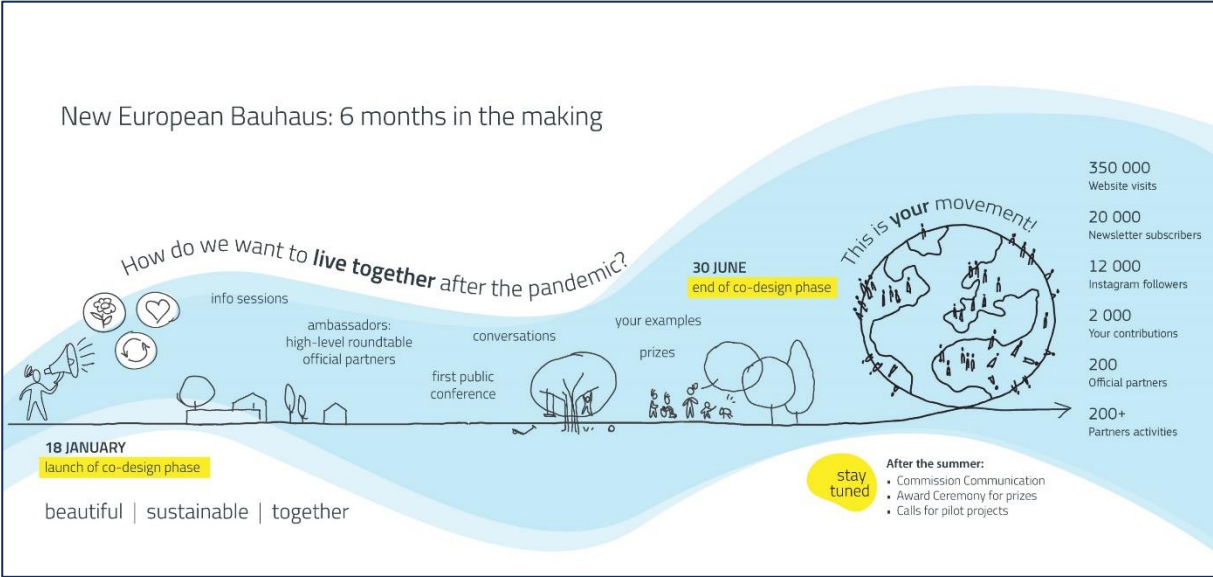 New European Bauhaus: 6 months in the making
How do we want to live together after the pandemic?
info sessions
ambassadors:
high-level roundtable
official partners
first public
conference
conversations
your examples
prizes
18 JANUARY
launch of co-design phase
30 JUNE
end of co-design phase
This is your movement!
350 000
Website visits
20 000
Newsletter subscribers
12 000
Instagram followers
2 000
Your contributions
200
Official partners
200+
Partners activities
stay
tuned
After the summer:
• Commission Communication
• Award Ceremony for prizes
• Calls for pilot projects
beautiful | sustainable | together